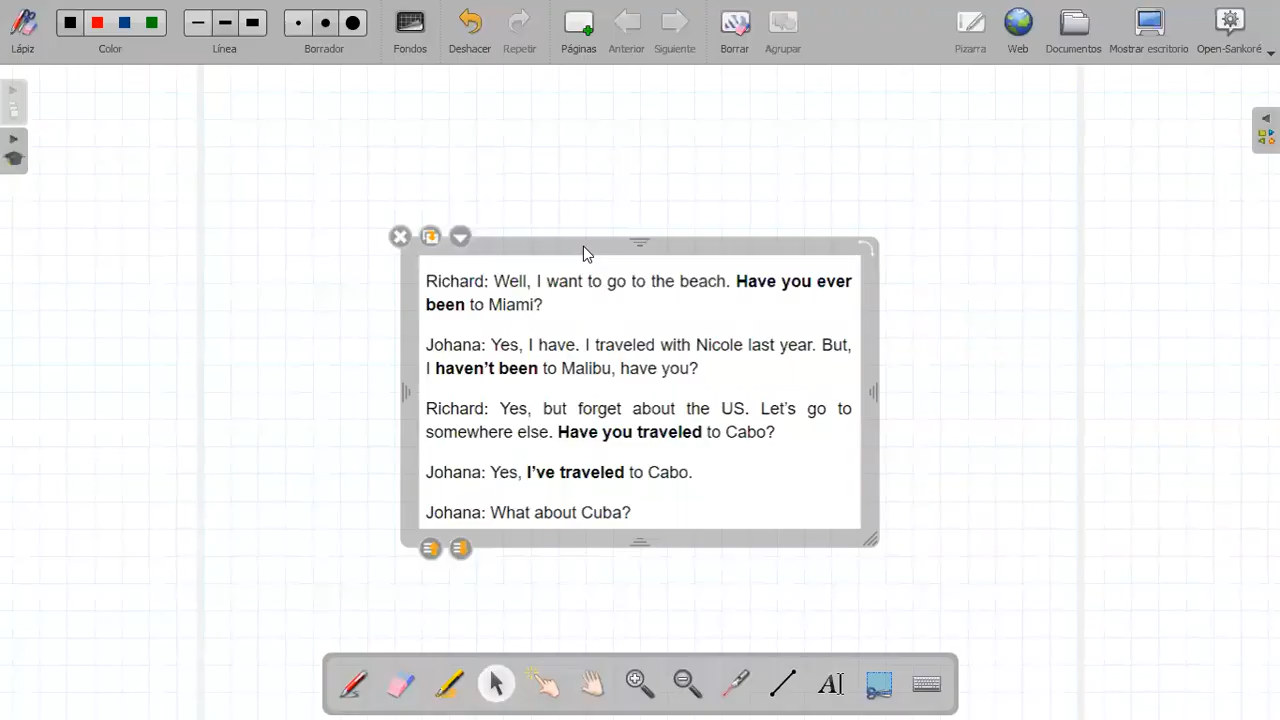 Lápiz Color Línea Borrador Fondos Deshacer Repetir Páginas Anterior Siguiente Borrar Agrupar Pizarra Web Documentos Mostrar escritorio Open-Sankoré
Richard: Well, I want to go to the beach. Have you ever
been to Miami?
Johana: Yes, I have. I traveled with Nicole last year. But,
I haven't been to Malibu, have you?
Richard: Yes, but forget about the US. Let's go to
somewhere else. Have you traveled to Cabo?
Johana: Yes, I've traveled to Cabo.
Johana: What about Cuba?
AI